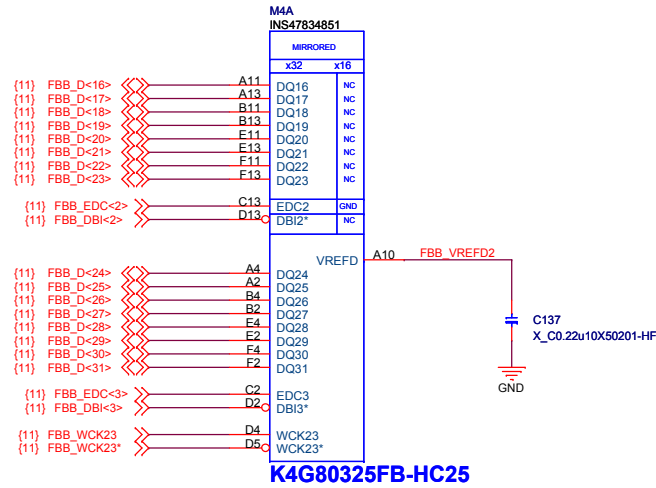 M4A
INS47834851
MIRRORED
x32 x16
{11} FBB_D<16> A11 DQ16 NC
{11} FBB_D<17> A13 DQ17 NC
{11} FBB_D<18> B11 DQ18 NC
{11} FBB_D<19> B13 DQ19 NC
{11} FBB_D<20> E11 DQ20 NC
{11} FBB_D<21> E13 DQ21 NC
{11} FBB_D<22> F11 DQ22 NC
{11} FBB_D<23> F13 DQ23 NC
{11} FBB_EDC<2> C13 EDC2 GND
{11} FBB_DBI<2> D13 DBI2* NC
VREFD A10 FBB_VREFD2
{11} FBB_D<24> A4 DQ24
{11} FBB_D<25> A2 DQ25
{11} FBB_D<26> B4 DQ26
{11} FBB_D<27> B2 DQ27
{11} FBB_D<28> E4 DQ28
{11} FBB_D<29> E2 DQ29
{11} FBB_D<30> F4 DQ30
{11} FBB_D<31> F2 DQ31
C137
X_C0.22u10X50201-HF
GND
{11} FBB_EDC<3> C2 EDC3
{11} FBB_DBI<3> D2 DBI3*
{11} FBB_WCK23 D4 WCK23
{11} FBB_WCK23* D5 WCK23*
K4G80325FB-HC25